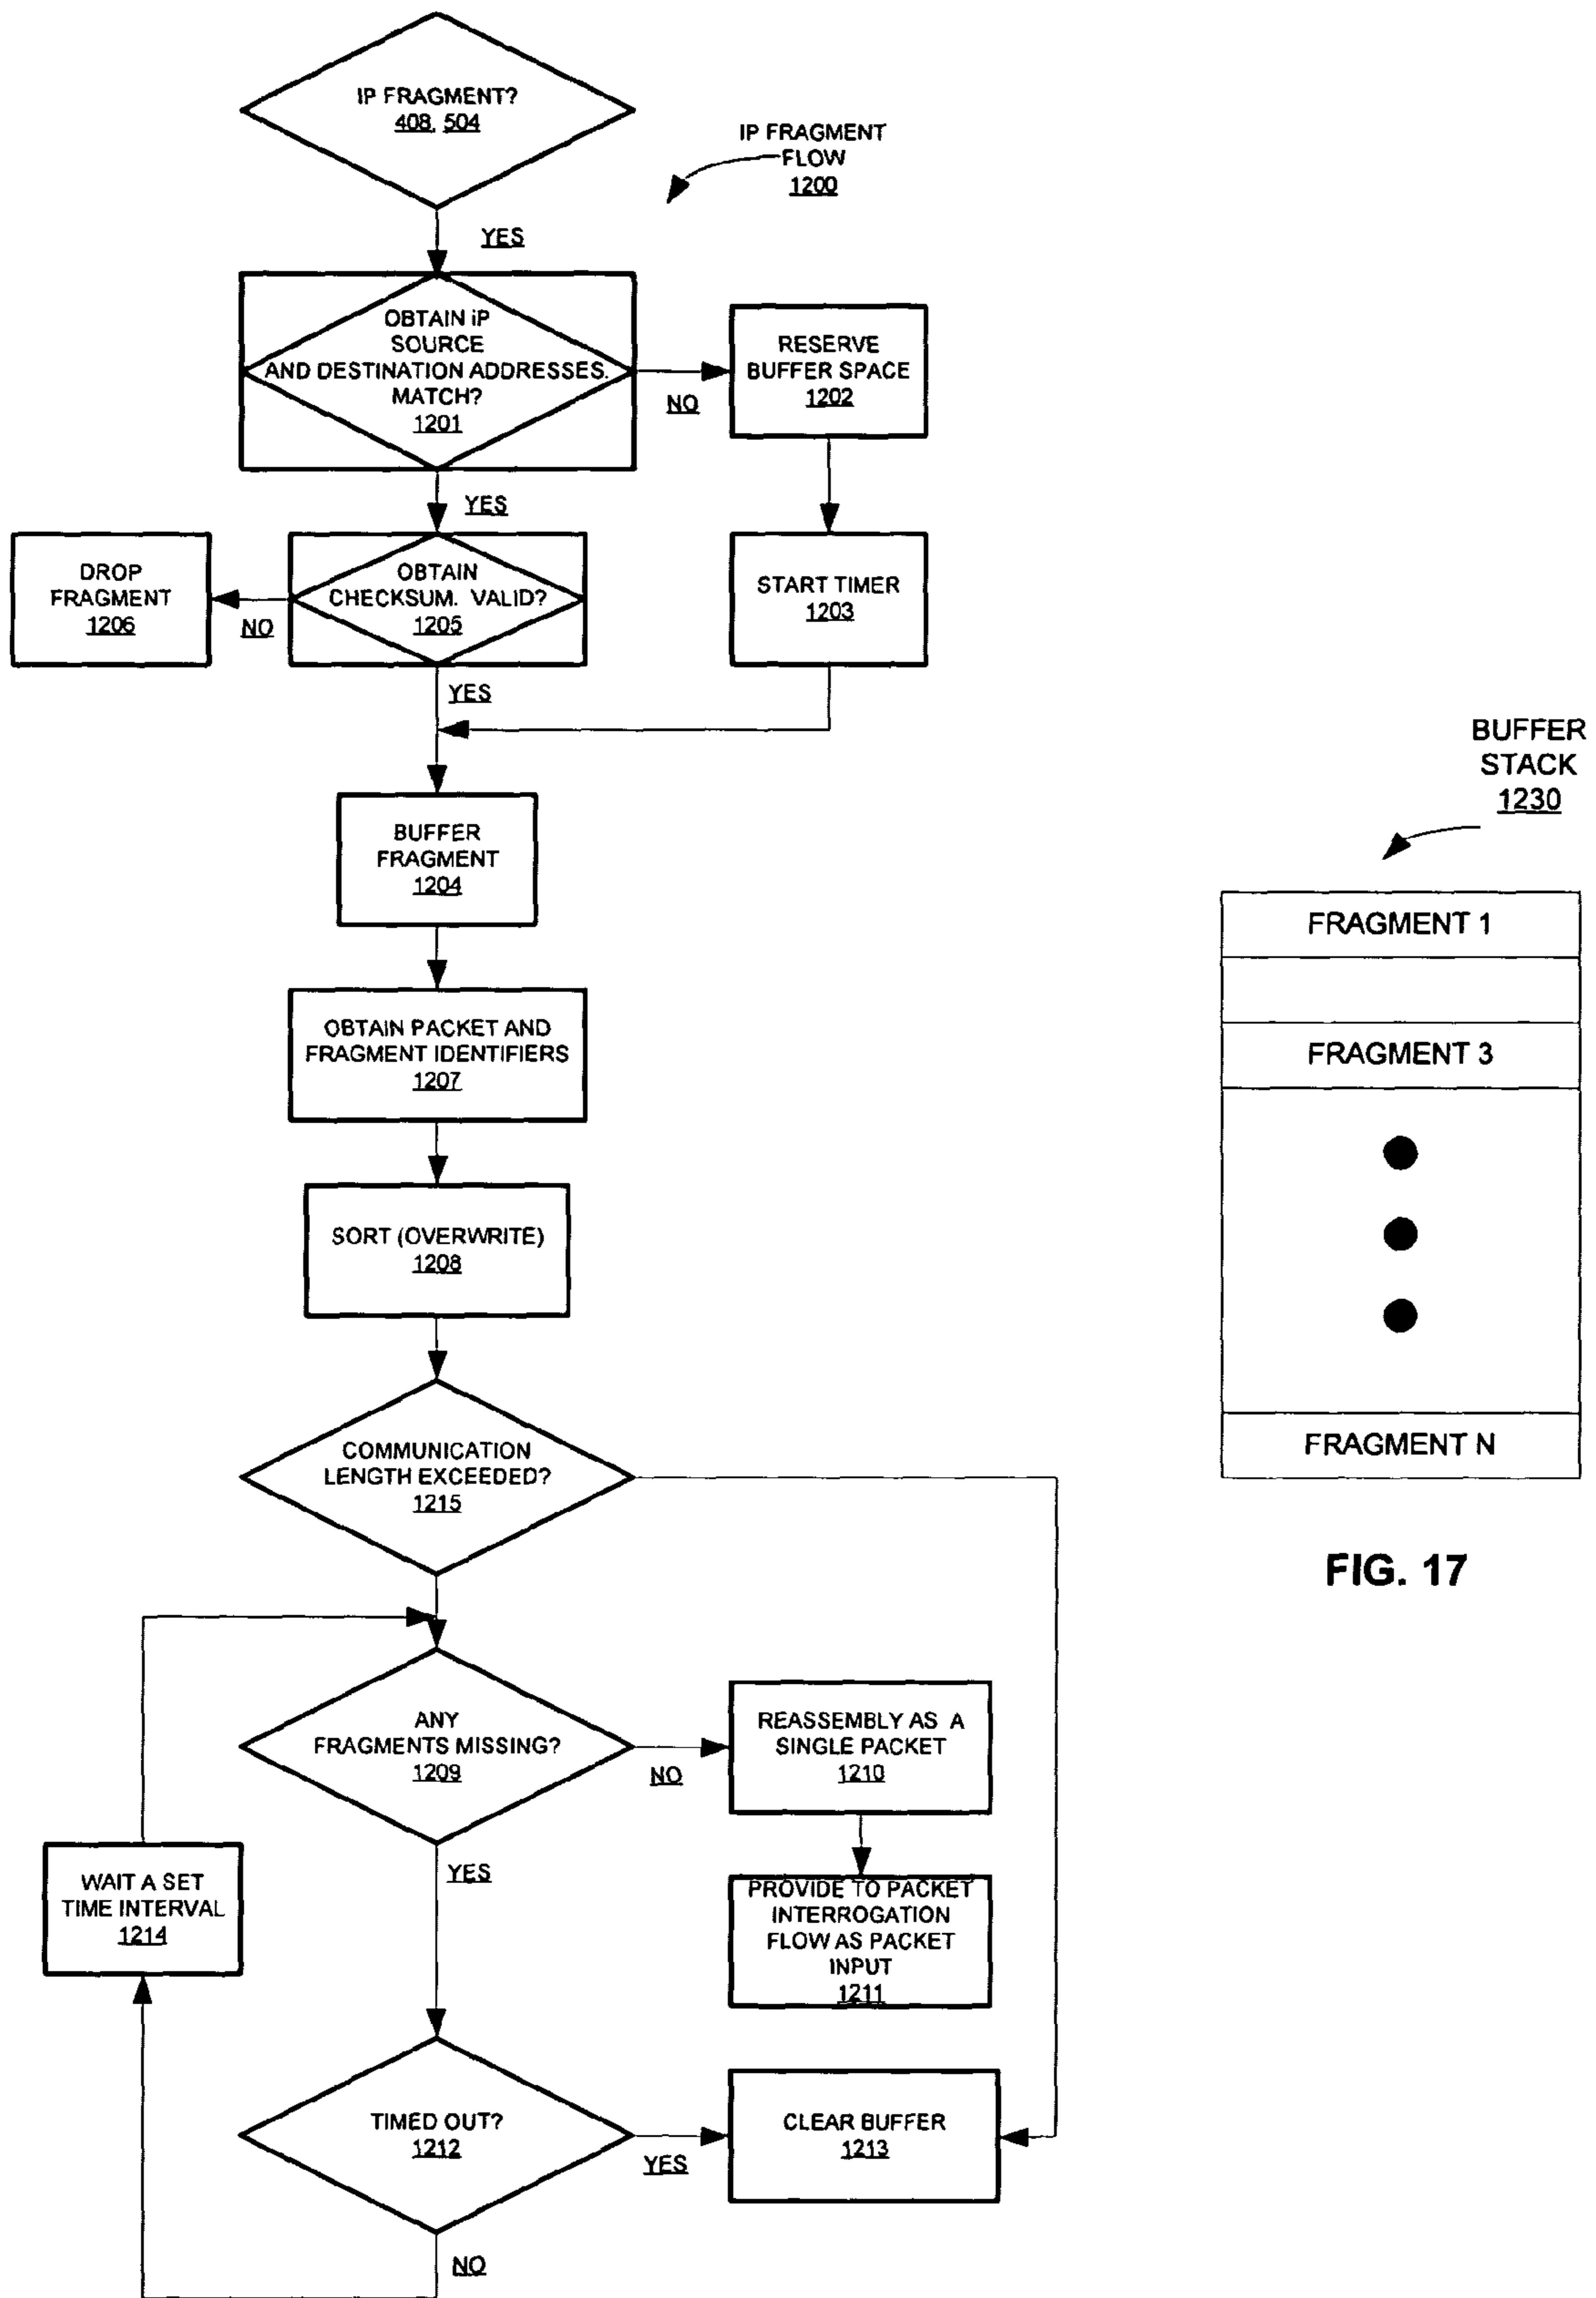 IP FRAGMENT?
408, 504
IP FRAGMENT
FLOW
1200
YES
OBTAIN iP
SOURCE
AND DESTINATION ADDRESSES.
MATCH?
1201
NO
RESERVE
BUFFER SPACE
1202
YES
DROP
FRAGMENT
1206
NO
OBTAIN
CHECKSUM. VALID?
1205
START TIMER
1203
YES
BUFFER
STACK
1230
BUFFER
FRAGMENT
1204
FRAGMENT 1
FRAGMENT 3
FRAGMENT N
OBTAIN PACKET AND
FRAGMENT IDENTIFIERS
1207
SORT (OVERWRITE)
1208
COMMUNICATION
LENGTH EXCEEDED?
1215
FIG. 17
ANY
FRAGMENTS MISSING?
1209
NO
REASSEMBLY AS A
SINGLE PACKET
1210
YES
WAIT A SET
TIME INTERVAL
1214
PROVIDE TO PACKET
INTERROGATION
FLOW AS PACKET
INPUT
1211
TIMED OUT?
1212
YES
CLEAR BUFFER
1213
NO